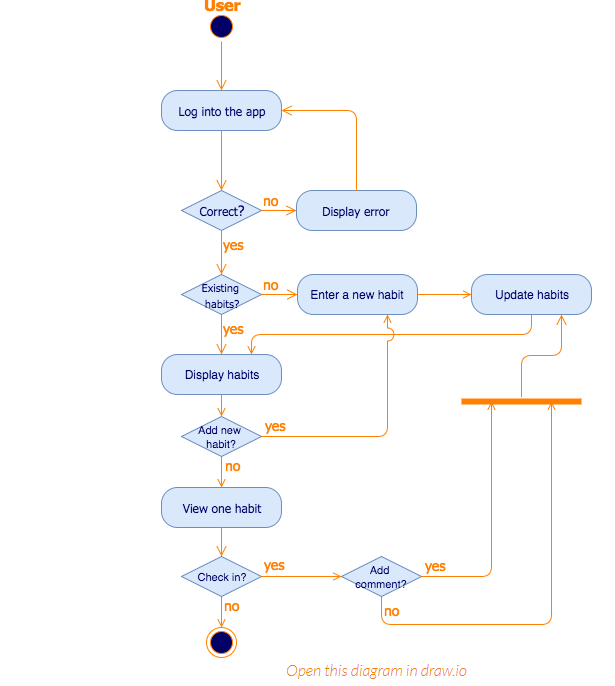 User
Log into the app
Correct?
no
Display error
yes
Existing
habits?
no
Enter a new habit
Update habits
yes
Display habits
Add new
habit?
yes
no
View one habit
Check in?
yes
Add
comment?
yes
no
no
Open this diagram in draw.io